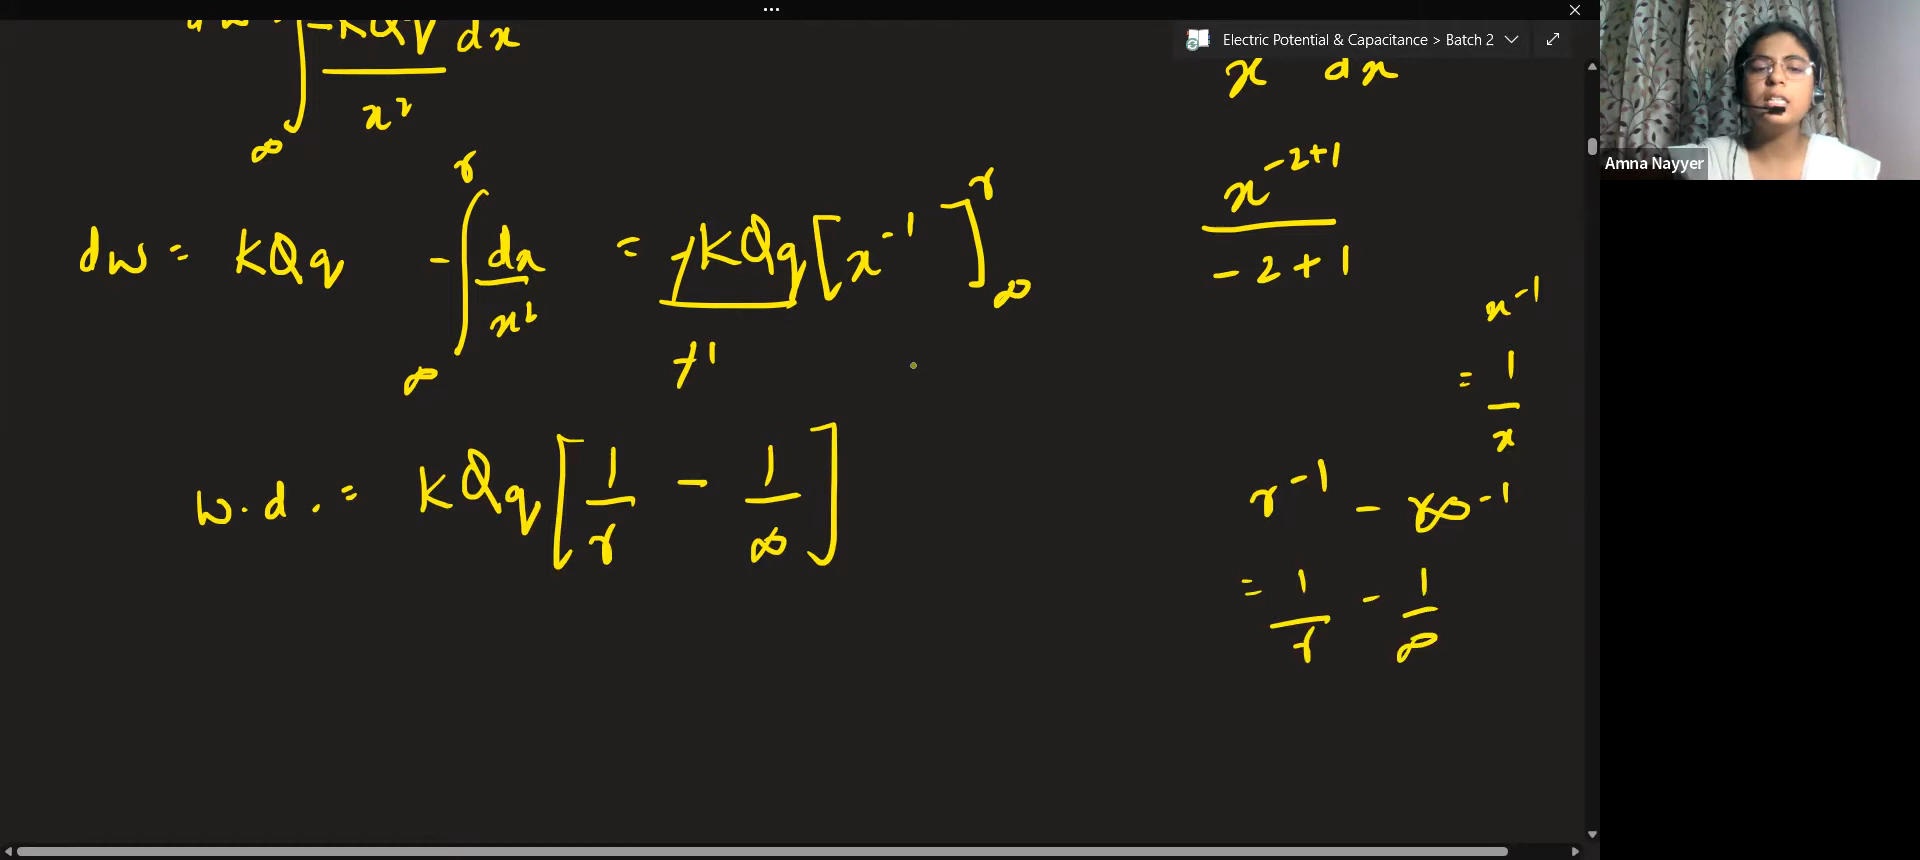 Electric Potential & Capacitance > Batch 2
Amna Nayyer
∫ -KQq/x² dx
∞
x dx
dw = KQq -∫ dx/x² = -KQq/-1 [x⁻¹]
r
∞
r
∞
x⁻²⁺¹
-2+1
x⁻¹
= 1/x
w.d. = KQq [1/r - 1/∞]
r⁻¹ - ∞⁻¹
= 1/r - 1/∞